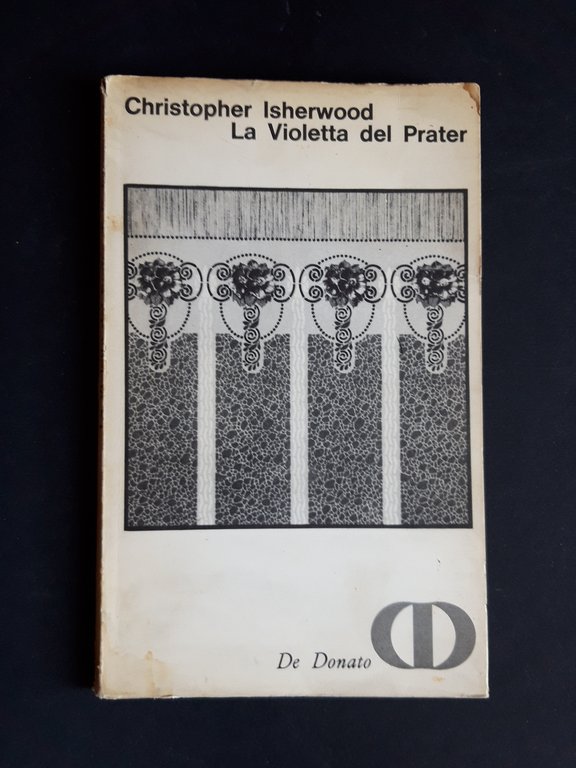 Christopher Isherwood
La Violetta del Prater
De Donato